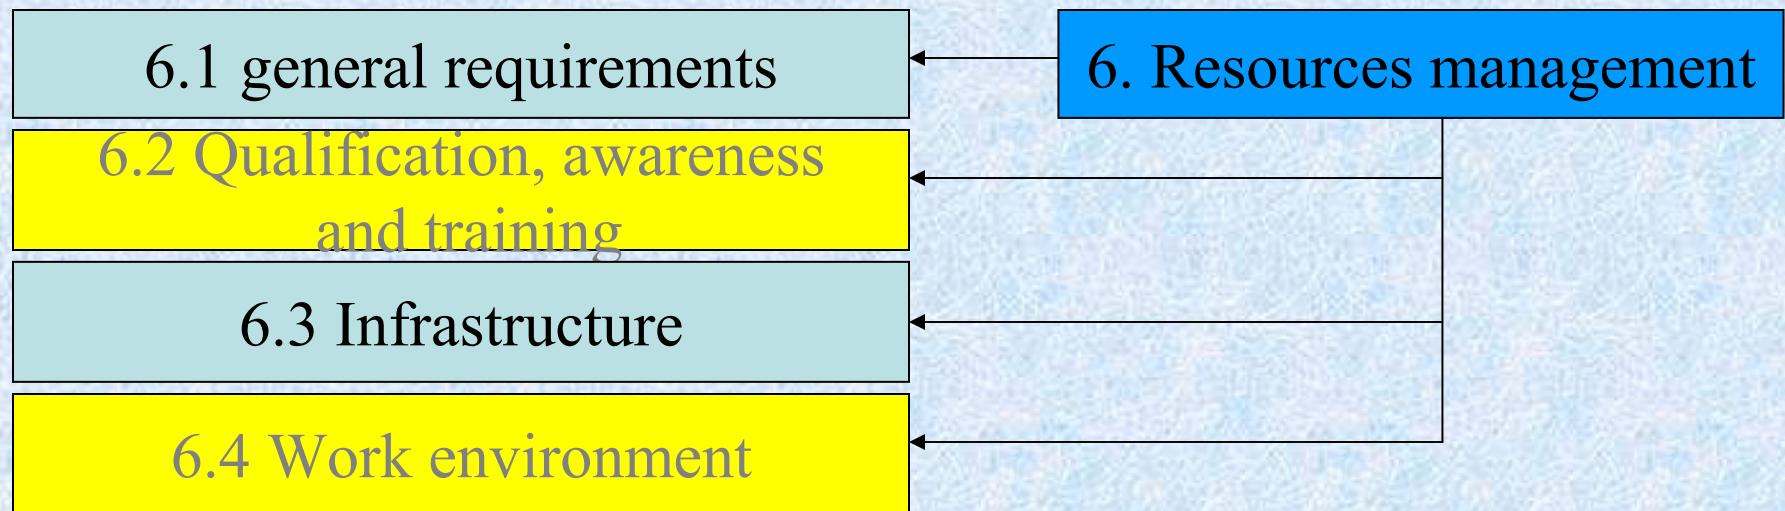 6.1 general requirements
6. Resources management
6.2 Qualification, awareness
and training
6.3 Infrastructure
6.4 Work environment